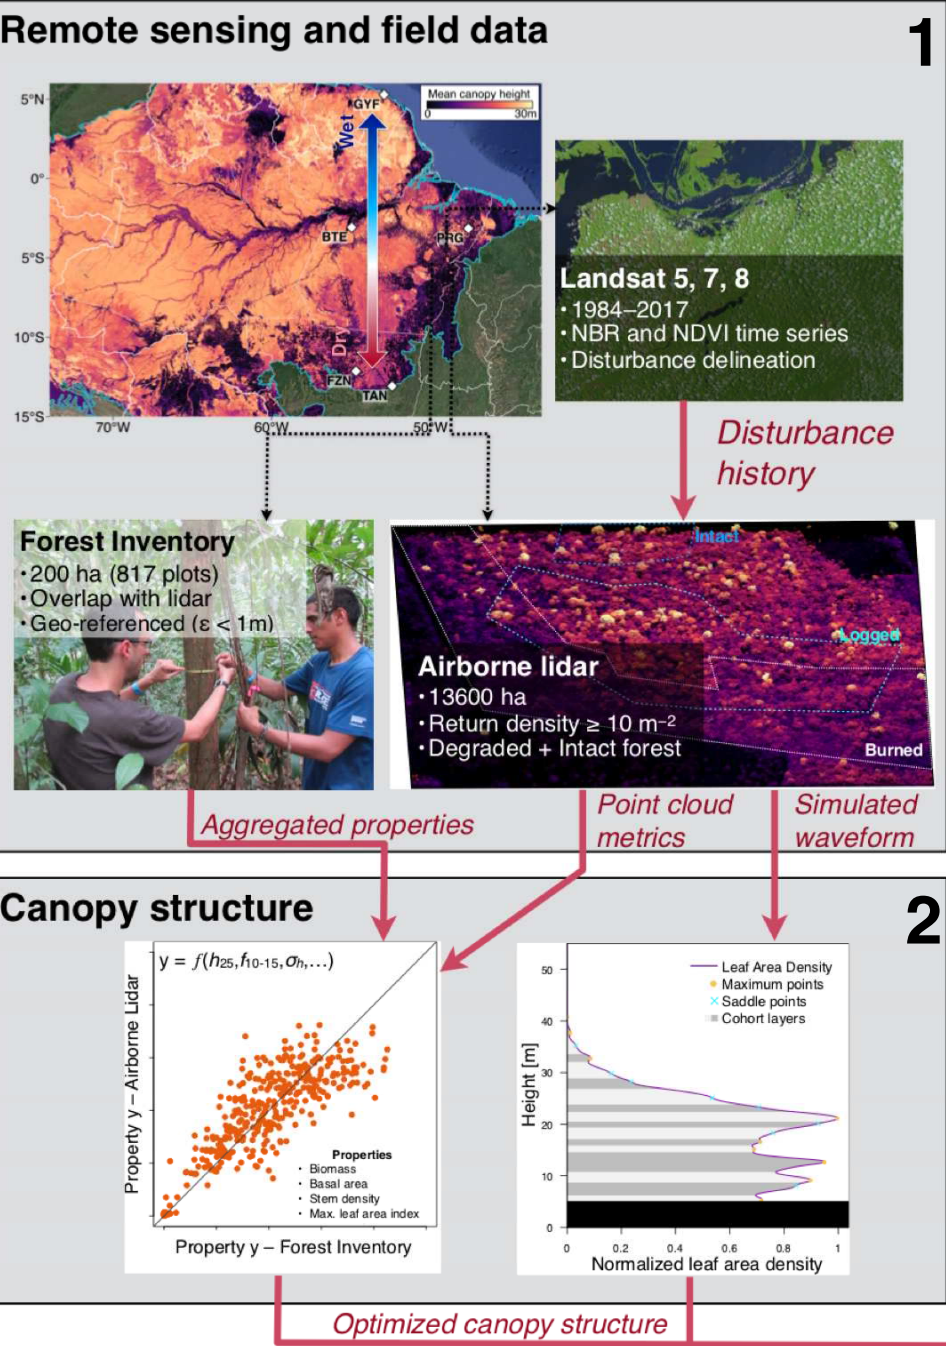 Remote sensing and field data
1
5°N
0°
5°S
10°S
15°S
70°W
60°W
50°W
Mean canopy height
0
30m
GYF
Wet
BTE
PRG
Dry
FZN
TAN
Landsat 5, 7, 8
•1984–2017
•NBR and NDVI time series
•Disturbance delineation
Disturbance
history
Forest Inventory
•200 ha (817 plots)
•Overlap with lidar
•Geo-referenced (ε < 1m)
Intact
Logged
Airborne lidar
•13600 ha
•Return density ≥ 10 m⁻²
•Degraded + Intact forest
Burned
Aggregated properties
Point cloud
metrics
Simulated
waveform
Canopy structure
2
y = f(h25,f10-15,σh,…)
Property y – Airborne Lidar
Properties
• Biomass
• Basal area
• Stem density
• Max. leaf area index
Property y – Forest Inventory
Leaf Area Density
Maximum points
Saddle points
Cohort layers
Height [m]
50
40
30
20
10
0
0 0.2 0.4 0.6 0.8 1
Normalized leaf area density
Optimized canopy structure